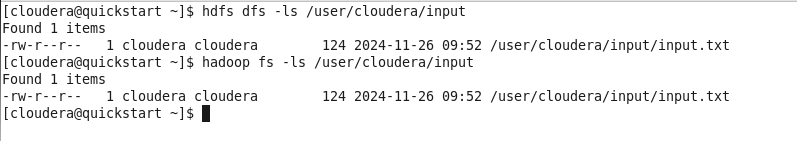 [cloudera@quickstart ~]$ hdfs dfs -ls /user/cloudera/input
Found 1 items
-rw-r--r--   1 cloudera cloudera        124 2024-11-26 09:52 /user/cloudera/input/input.txt
[cloudera@quickstart ~]$ hadoop fs -ls /user/cloudera/input
Found 1 items
-rw-r--r--   1 cloudera cloudera        124 2024-11-26 09:52 /user/cloudera/input/input.txt
[cloudera@quickstart ~]$